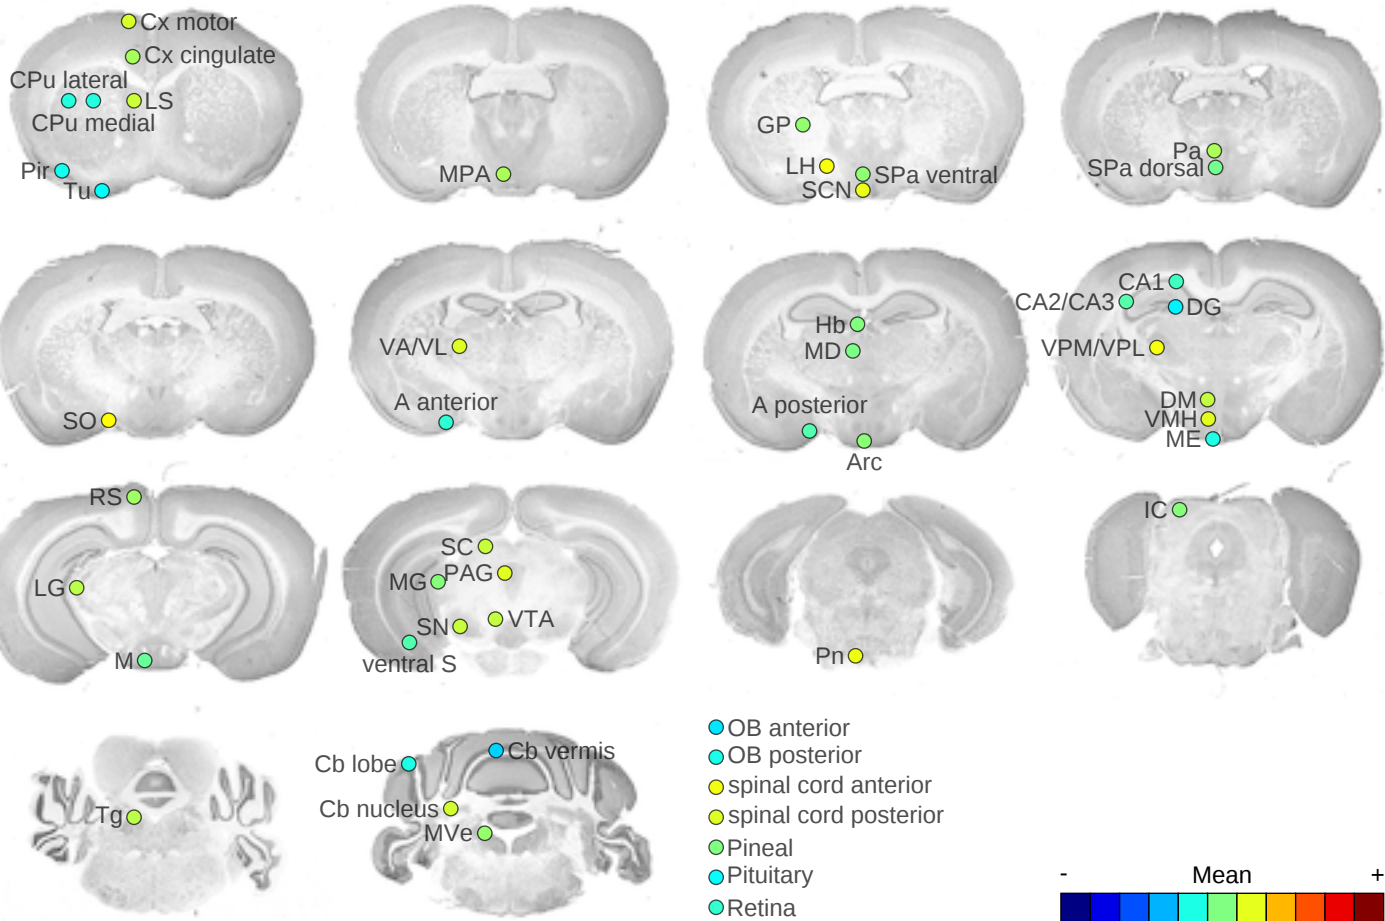 Cx motor
Cx cingulate
CPu lateral
LS
CPu medial
Pir
Tu
MPA
GP
LH
SPa ventral
SCN
Pa
SPa dorsal
SO
VA/VL
A anterior
Hb
MD
A posterior
Arc
CA1
CA2/CA3
DG
VPM/VPL
DM
VMH
ME
RS
LG
M
SC
PAG
MG
VTA
SN
ventral S
Pn
IC
Tg
Cb vermis
Cb lobe
Cb nucleus
MVe
OB anterior
OB posterior
spinal cord anterior
spinal cord posterior
Pineal
Pituitary
Retina
- Mean +